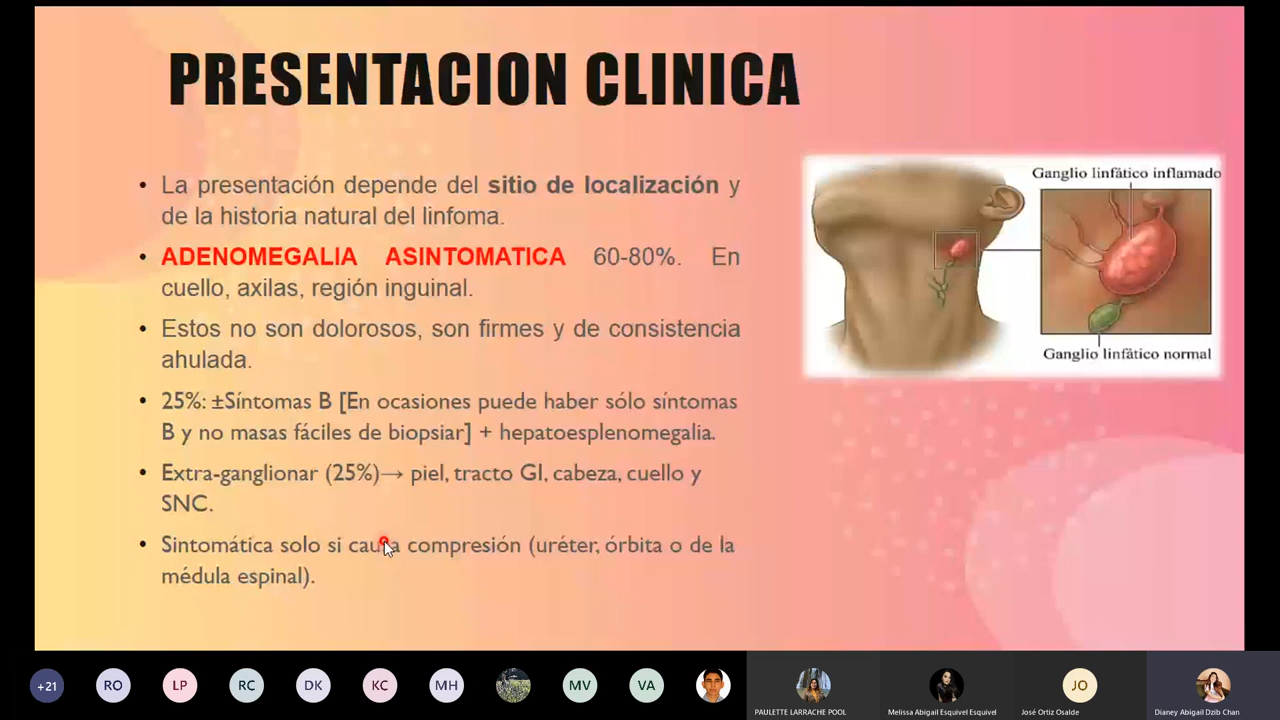 PRESENTACION CLINICA
• La presentación depende del sitio de localización y
de la historia natural del linfoma.
• ADENOMEGALIA ASINTOMATICA 60-80%. En
cuello, axilas, región inguinal.
• Estos no son dolorosos, son firmes y de consistencia
ahulada.
• 25%: ±Síntomas B [En ocasiones puede haber sólo síntomas
B y no masas fáciles de biopsiar] + hepatoesplenomegalia.
• Extra-ganglionar (25%)→ piel, tracto GI, cabeza, cuello y
SNC.
• Sintomática solo si causa compresión (uréter, órbita o de la
médula espinal).
Ganglio linfático inflamado
Ganglio linfático normal
+21 RO LP RC DK KC MH MV VA JO
PAULETTE LARRACHE POOL
Melissa Abigail Esquivel Esquivel
José Ortiz Osalde
Dianey Abigail Dzib Chan